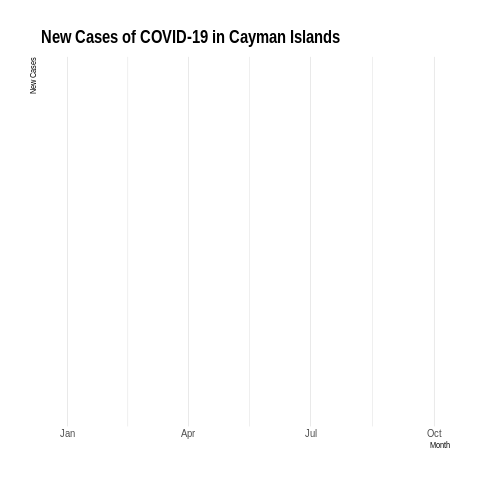 New Cases of COVID-19 in Cayman Islands
New Cases
Jan Apr Jul Oct
Month